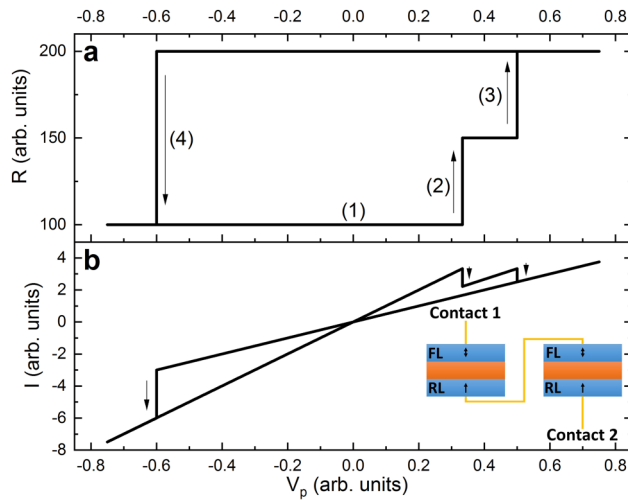 -0.8 -0.6 -0.4 -0.2 0.0 0.2 0.4 0.6 0.8
a
200
150
100
R (arb. units)
(1)
(2)
(3)
(4)
b
4
2
0
-2
-4
-6
-8
I (arb. units)
Contact 1
FL FL
RL RL
Contact 2
-0.8 -0.6 -0.4 -0.2 0.0 0.2 0.4 0.6 0.8
Vp (arb. units)